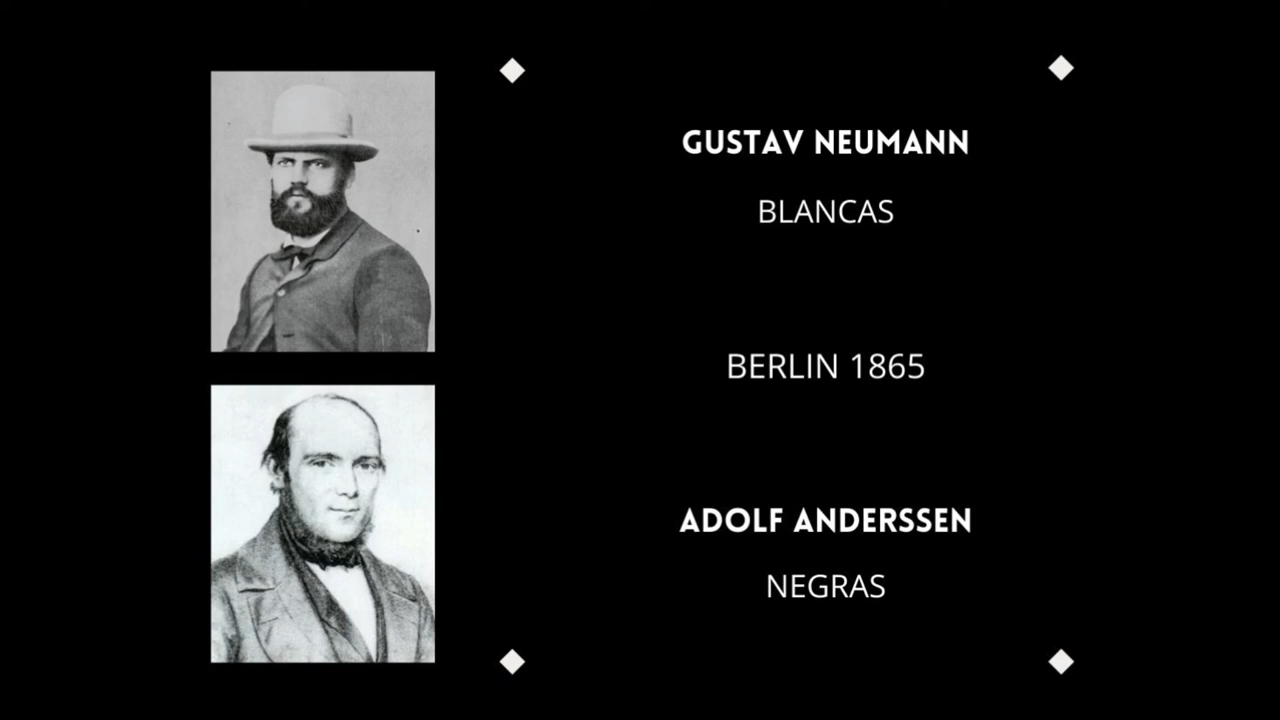 GUSTAV NEUMANN
BLANCAS
BERLIN 1865
ADOLF ANDERSSEN
NEGRAS